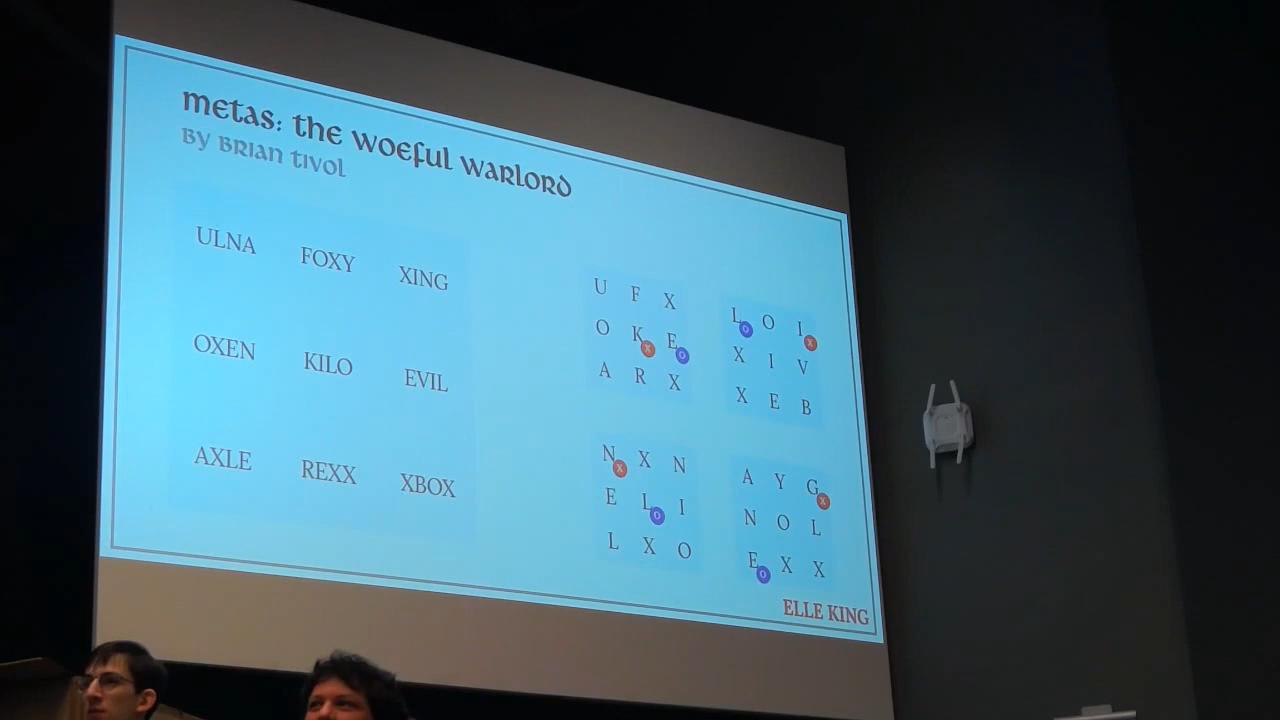 METAS: THE WOEFUL WARLORD
BY BRIAN TIVOL
ULNA FOXY XING
OXEN KILO EVIL
AXLE REXX XBOX
U F X
O K X E O
A R X
L O O I X
X I V
X E B
N X X N
E L O I
L X O
A Y G X
N O L
E O X X
ELLE KING